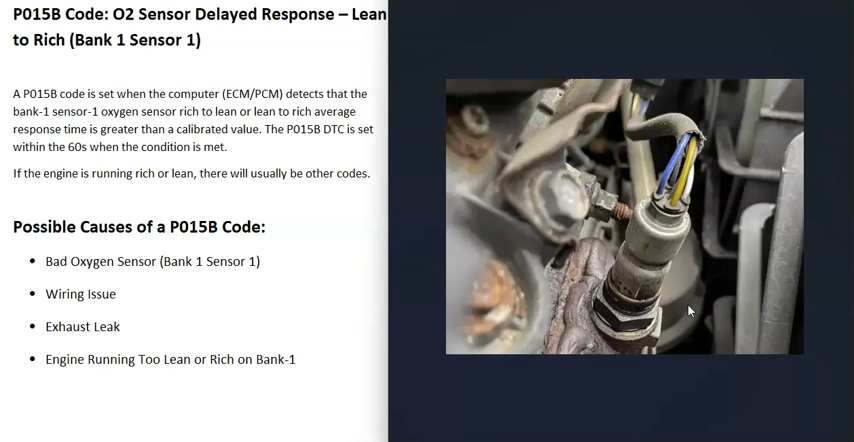 P015B Code: O2 Sensor Delayed Response – Lean
to Rich (Bank 1 Sensor 1)
A P015B code is set when the computer (ECM/PCM) detects that the
bank-1 sensor-1 oxygen sensor rich to lean or lean to rich average
response time is greater than a calibrated value. The P015B DTC is set
within the 60s when the condition is met.
If the engine is running rich or lean, there will usually be other codes.
Possible Causes of a P015B Code:
• Bad Oxygen Sensor (Bank 1 Sensor 1)
• Wiring Issue
• Exhaust Leak
• Engine Running Too Lean or Rich on Bank-1